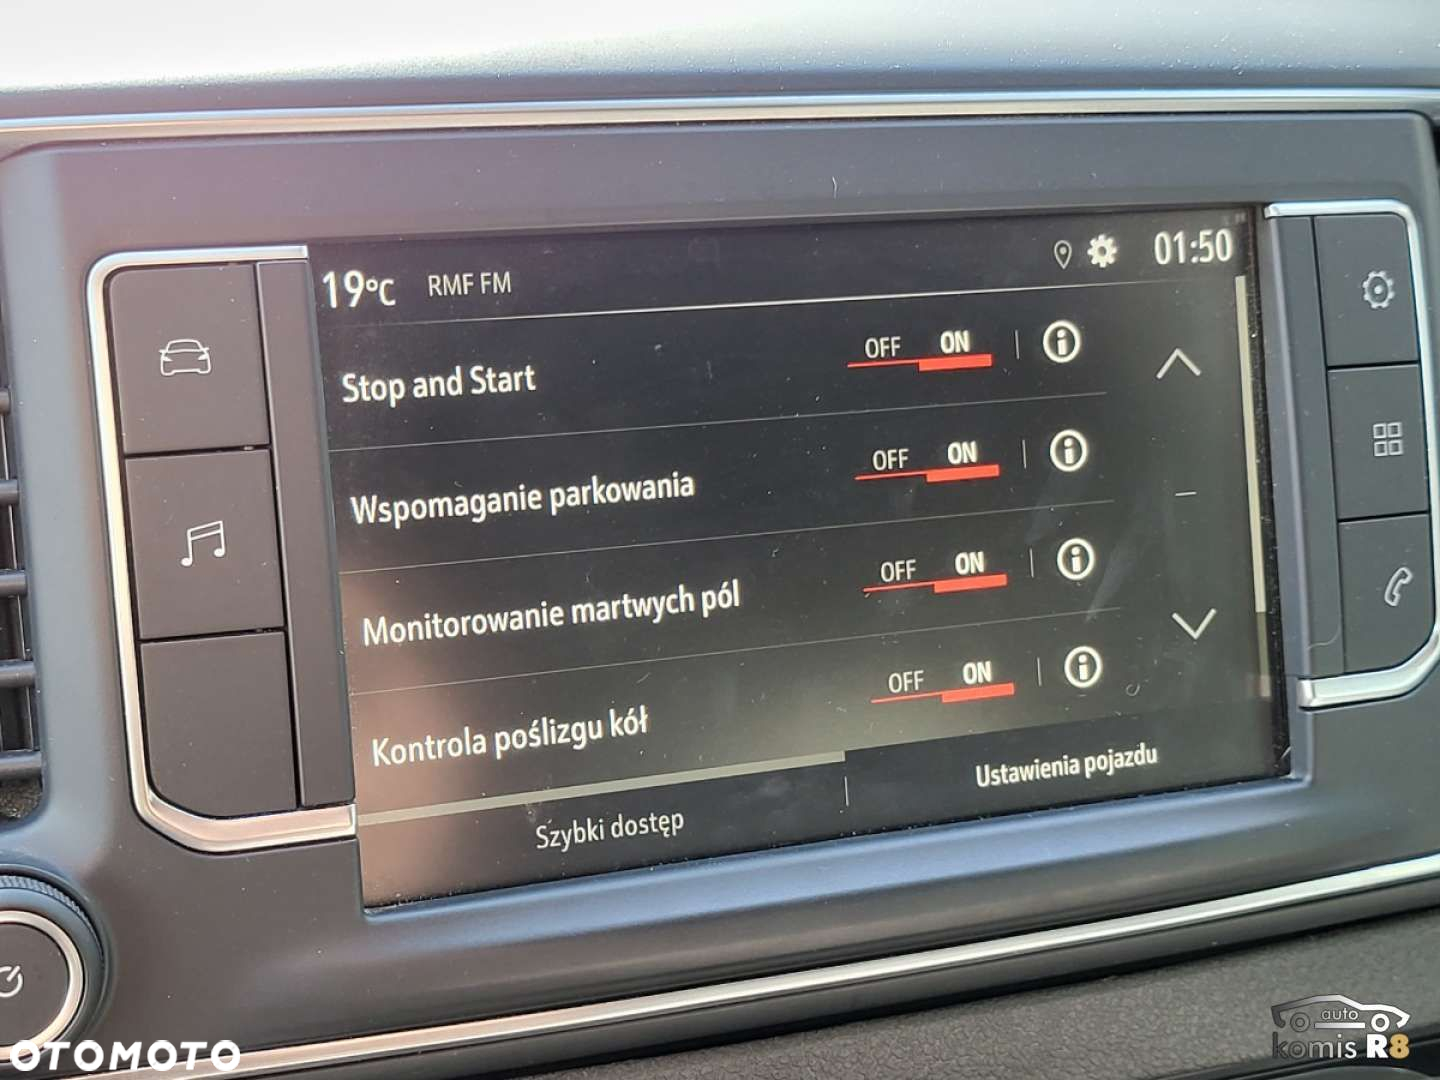 19°C RMF FM 01:50
Stop and Start OFF ON
Wspomaganie parkowania OFF ON
Monitorowanie martwych pól OFF ON
Kontrola poślizgu kół OFF ON
Szybki dostęp Ustawienia pojazdu
OTOMOTO
auto
komis R8